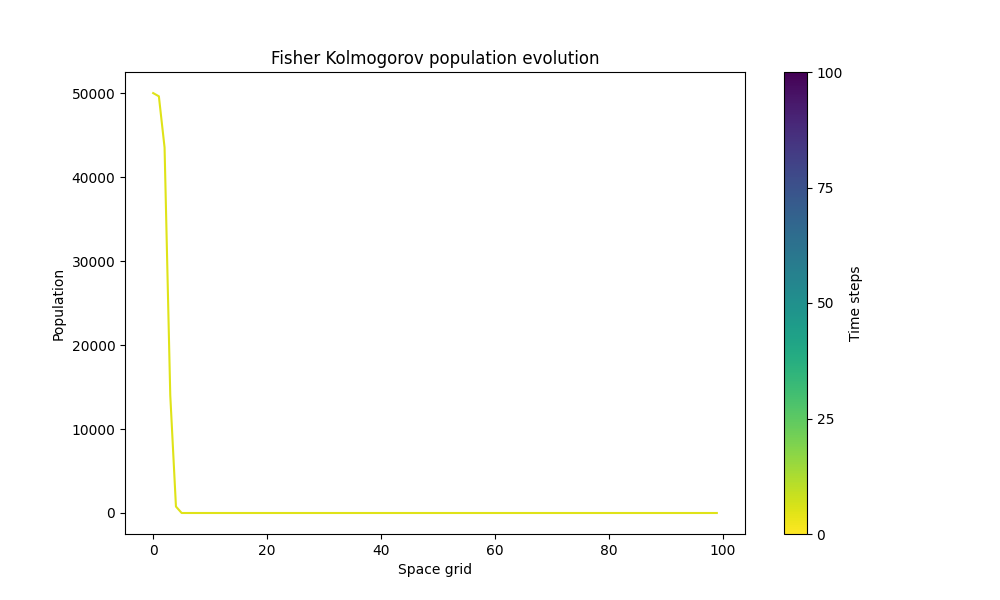 Fisher Kolmogorov population evolution
Population
50000
40000
30000
20000
10000
0
0 20 40 60 80 100
Space grid
100
75
50
25
0
Time steps